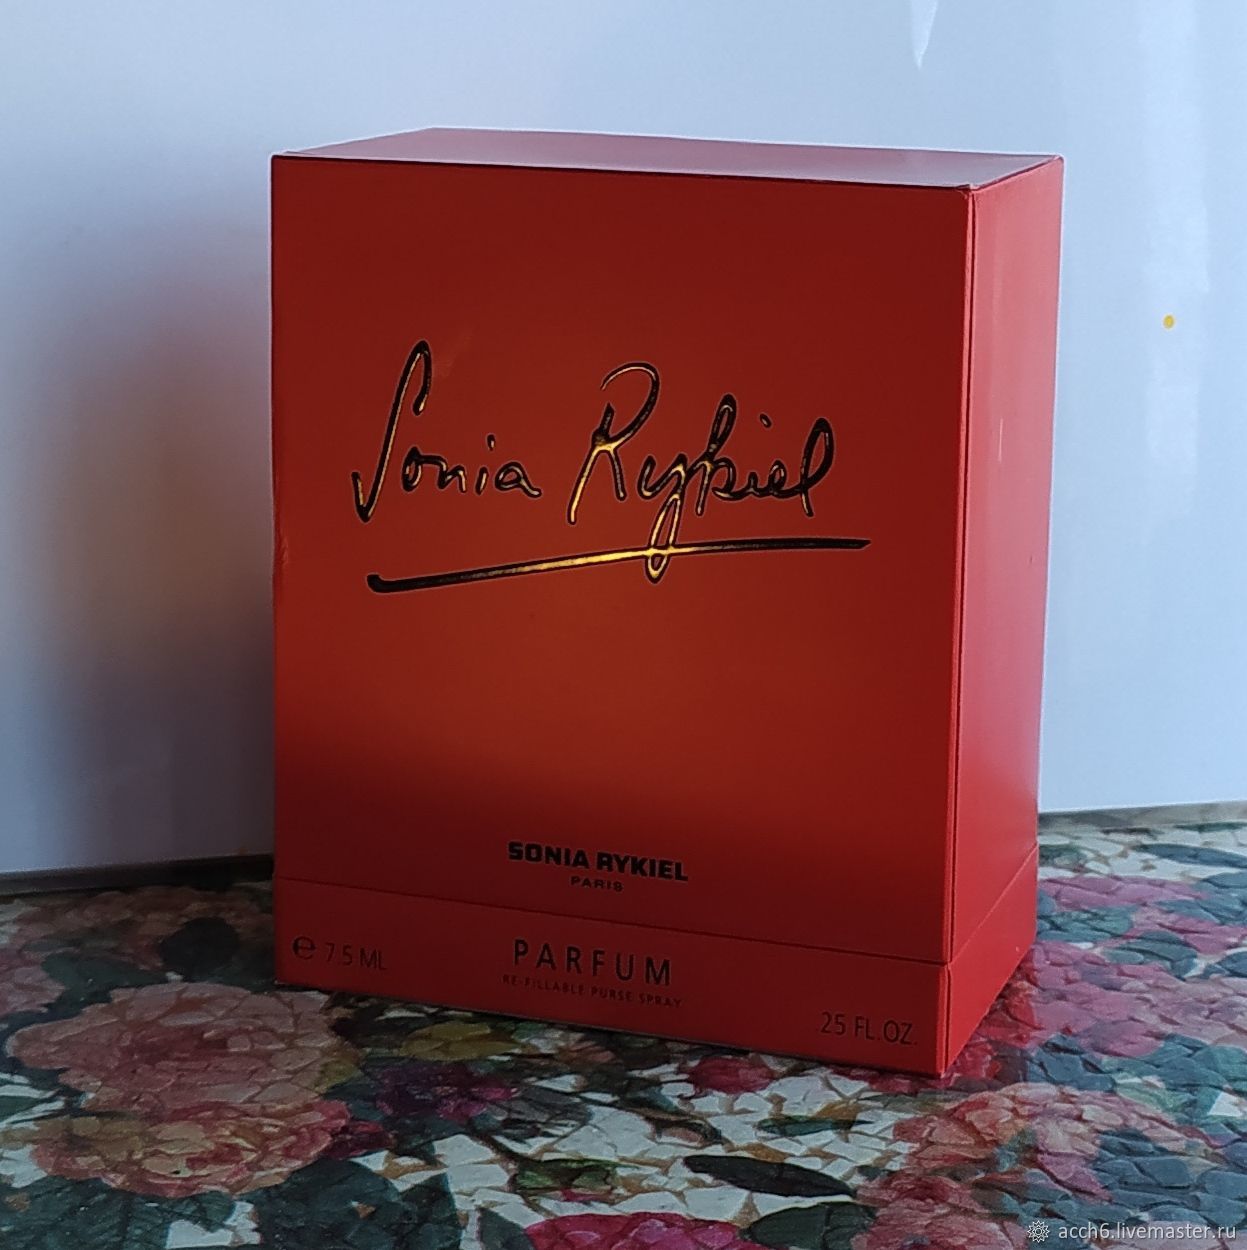 Sonia Rykiel
SONIA RYKIEL
PARIS
e 7.5 ML
PARFUM
RE-FILLABLE PURSE SPRAY
25 FL.OZ.
acch6.livemaster.ru